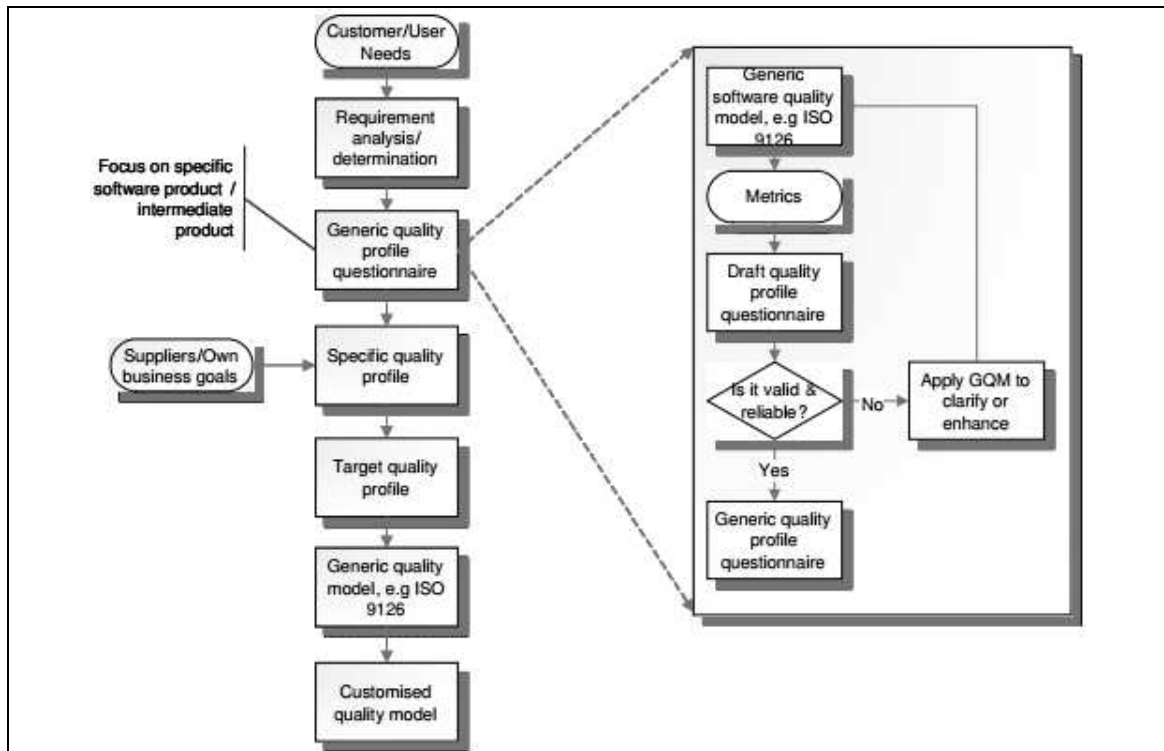 Customer/User
Needs
Requirement
analysis/
determination
Focus on specific
software product /
intermediate
product
Generic quality
profile
questionnaire
Suppliers/Own
business goals
Specific quality
profile
Target quality
profile
Generic quality
model, e.g ISO
9126
Customised
quality model
Generic
software quality
model, e.g ISO
9126
Metrics
Draft quality
profile
questionnaire
Is it valid &
reliable?
No
Apply GQM to
clarify or
enhance
Yes
Generic quality
profile
questionnaire